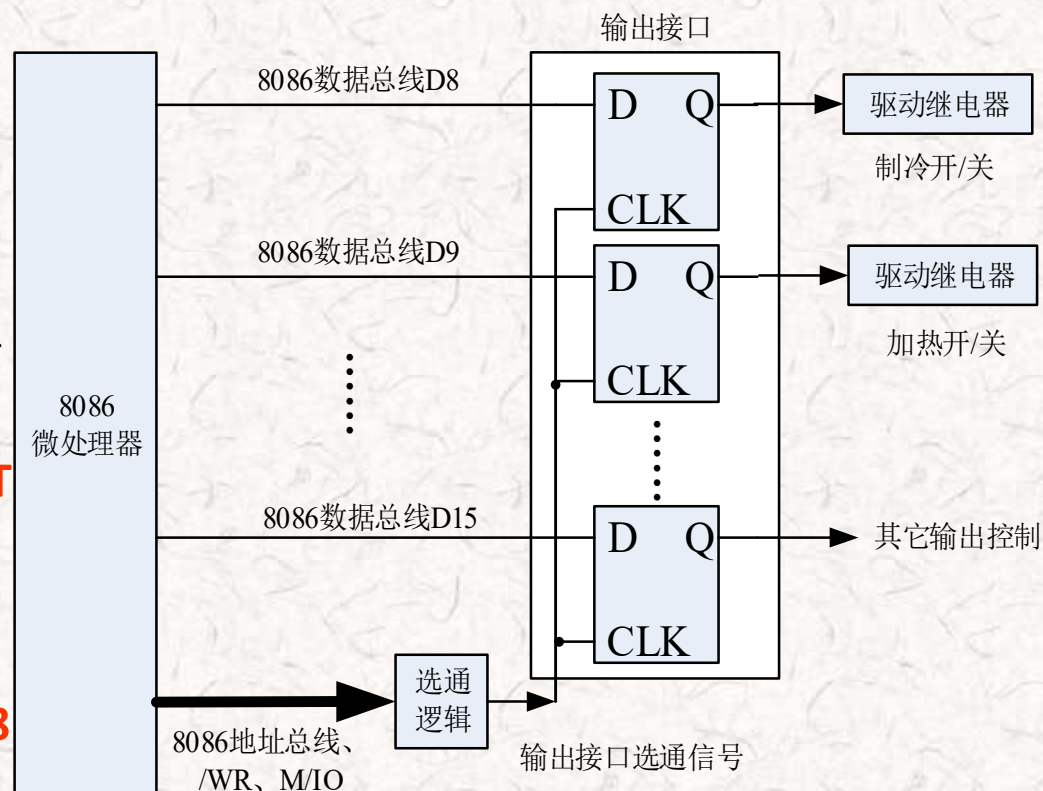 输出接口
8086数据总线D8
D Q
CLK
驱动继电器
制冷开/关
8086数据总线D9
D Q
CLK
驱动继电器
加热开/关
8086
微处理器
T
8086数据总线D15
D Q
CLK
其它输出控制
选通
逻辑
8086地址总线、
/WR、M/IO
输出接口选通信号